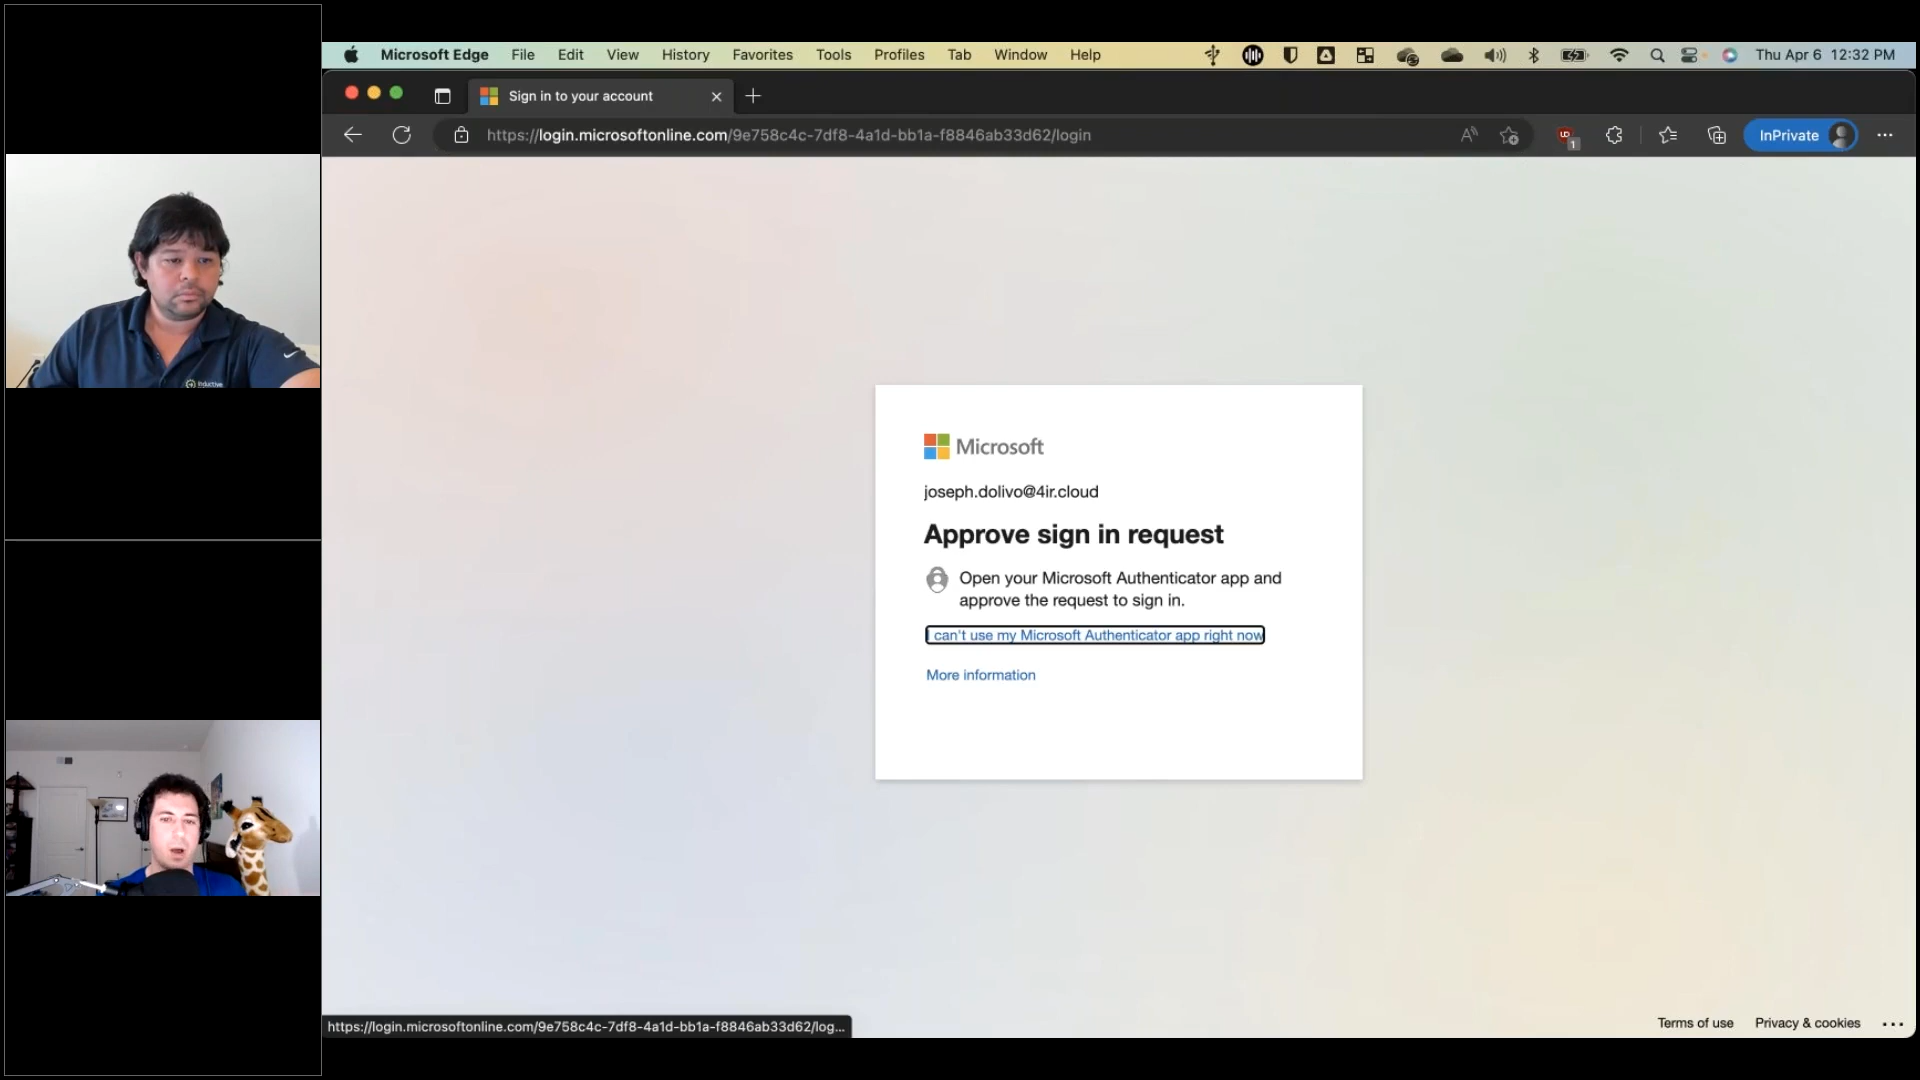 Microsoft Edge File Edit View History Favorites Tools Profiles Tab Window Help Thu Apr 6 12:32 PM
Sign in to your account
https://login.microsoftonline.com/9e758c4c-7df8-4a1d-bb1a-f8846ab33d62/login
1
InPrivate
Microsoft
joseph.dolivo@4ir.cloud
Approve sign in request
Open your Microsoft Authenticator app and
approve the request to sign in.
I can't use my Microsoft Authenticator app right now
More information
inductive
https://login.microsoftonline.com/9e758c4c-7df8-4a1d-bb1a-f8846ab33d62/log...
Terms of use Privacy & cookies ...